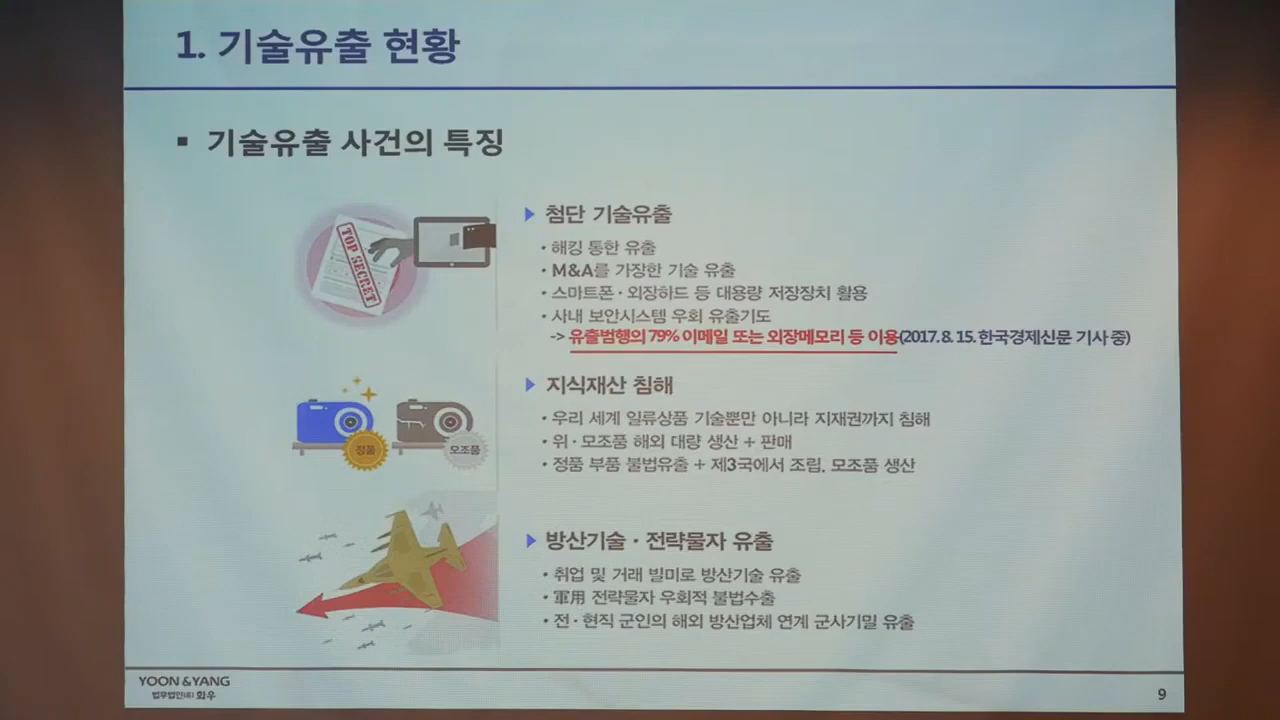 1. 기술유출 현황
▪ 기술유출 사건의 특징
TOP SECRET
▶ 첨단 기술유출
• 해킹 통한 유출
• M&A를 가장한 기술 유출
• 스마트폰 · 외장하드 등 대용량 저장장치 활용
• 사내 보안시스템 우회 유출기도
-> 유출범행의 79% 이메일 또는 외장메모리 등 이용(2017. 8. 15. 한국경제신문 기사 중)
정품
모조품
▶ 지식재산 침해
• 우리 세계 일류상품 기술뿐만 아니라 지재권까지 침해
• 위 · 모조품 해외 대량 생산 + 판매
• 정품 부품 불법유출 + 제3국에서 조립, 모조품 생산
▶ 방산기술 · 전략물자 유출
• 취업 및 거래 빌미로 방산기술 유출
• 軍用 전략물자 우회적 불법수출
• 전 · 현직 군인의 해외 방산업체 연계 군사기밀 유출
YOON & YANG
법무법인(유) 화우
9